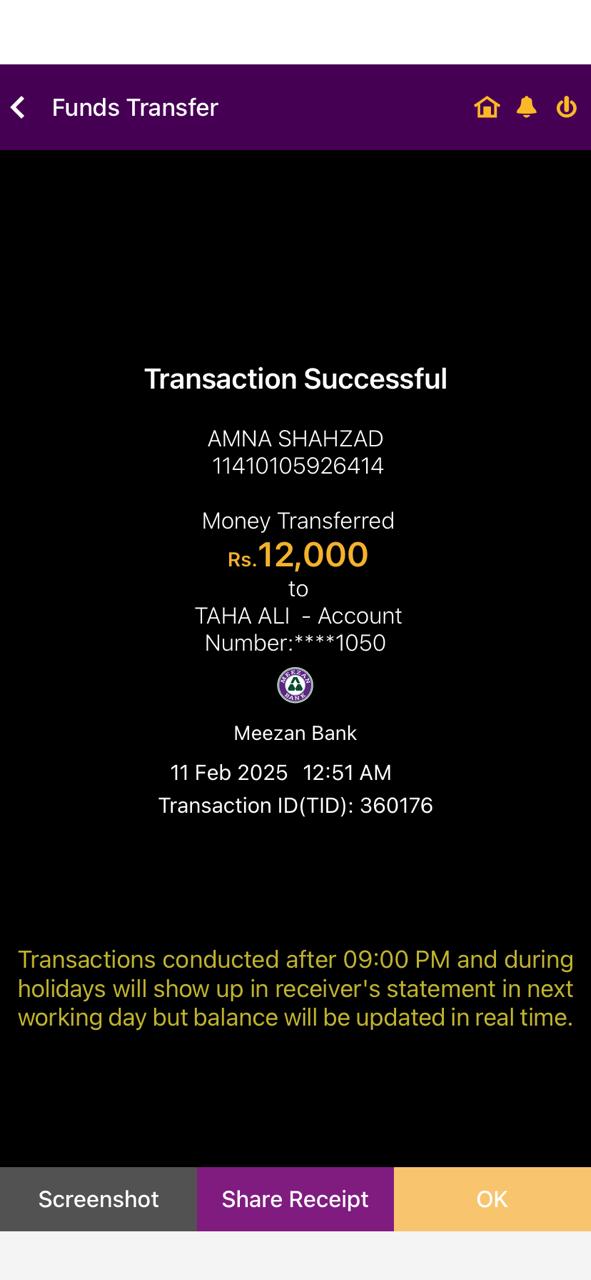 Funds Transfer
Transaction Successful
AMNA SHAHZAD
11410105926414
Money Transferred
Rs.12,000
to
TAHA ALI - Account
Number:****1050
MEEZAN
BANK
Meezan Bank
11 Feb 2025 12:51 AM
Transaction ID(TID): 360176
Transactions conducted after 09:00 PM and during
holidays will show up in receiver's statement in next
working day but balance will be updated in real time.
Screenshot
Share Receipt
OK